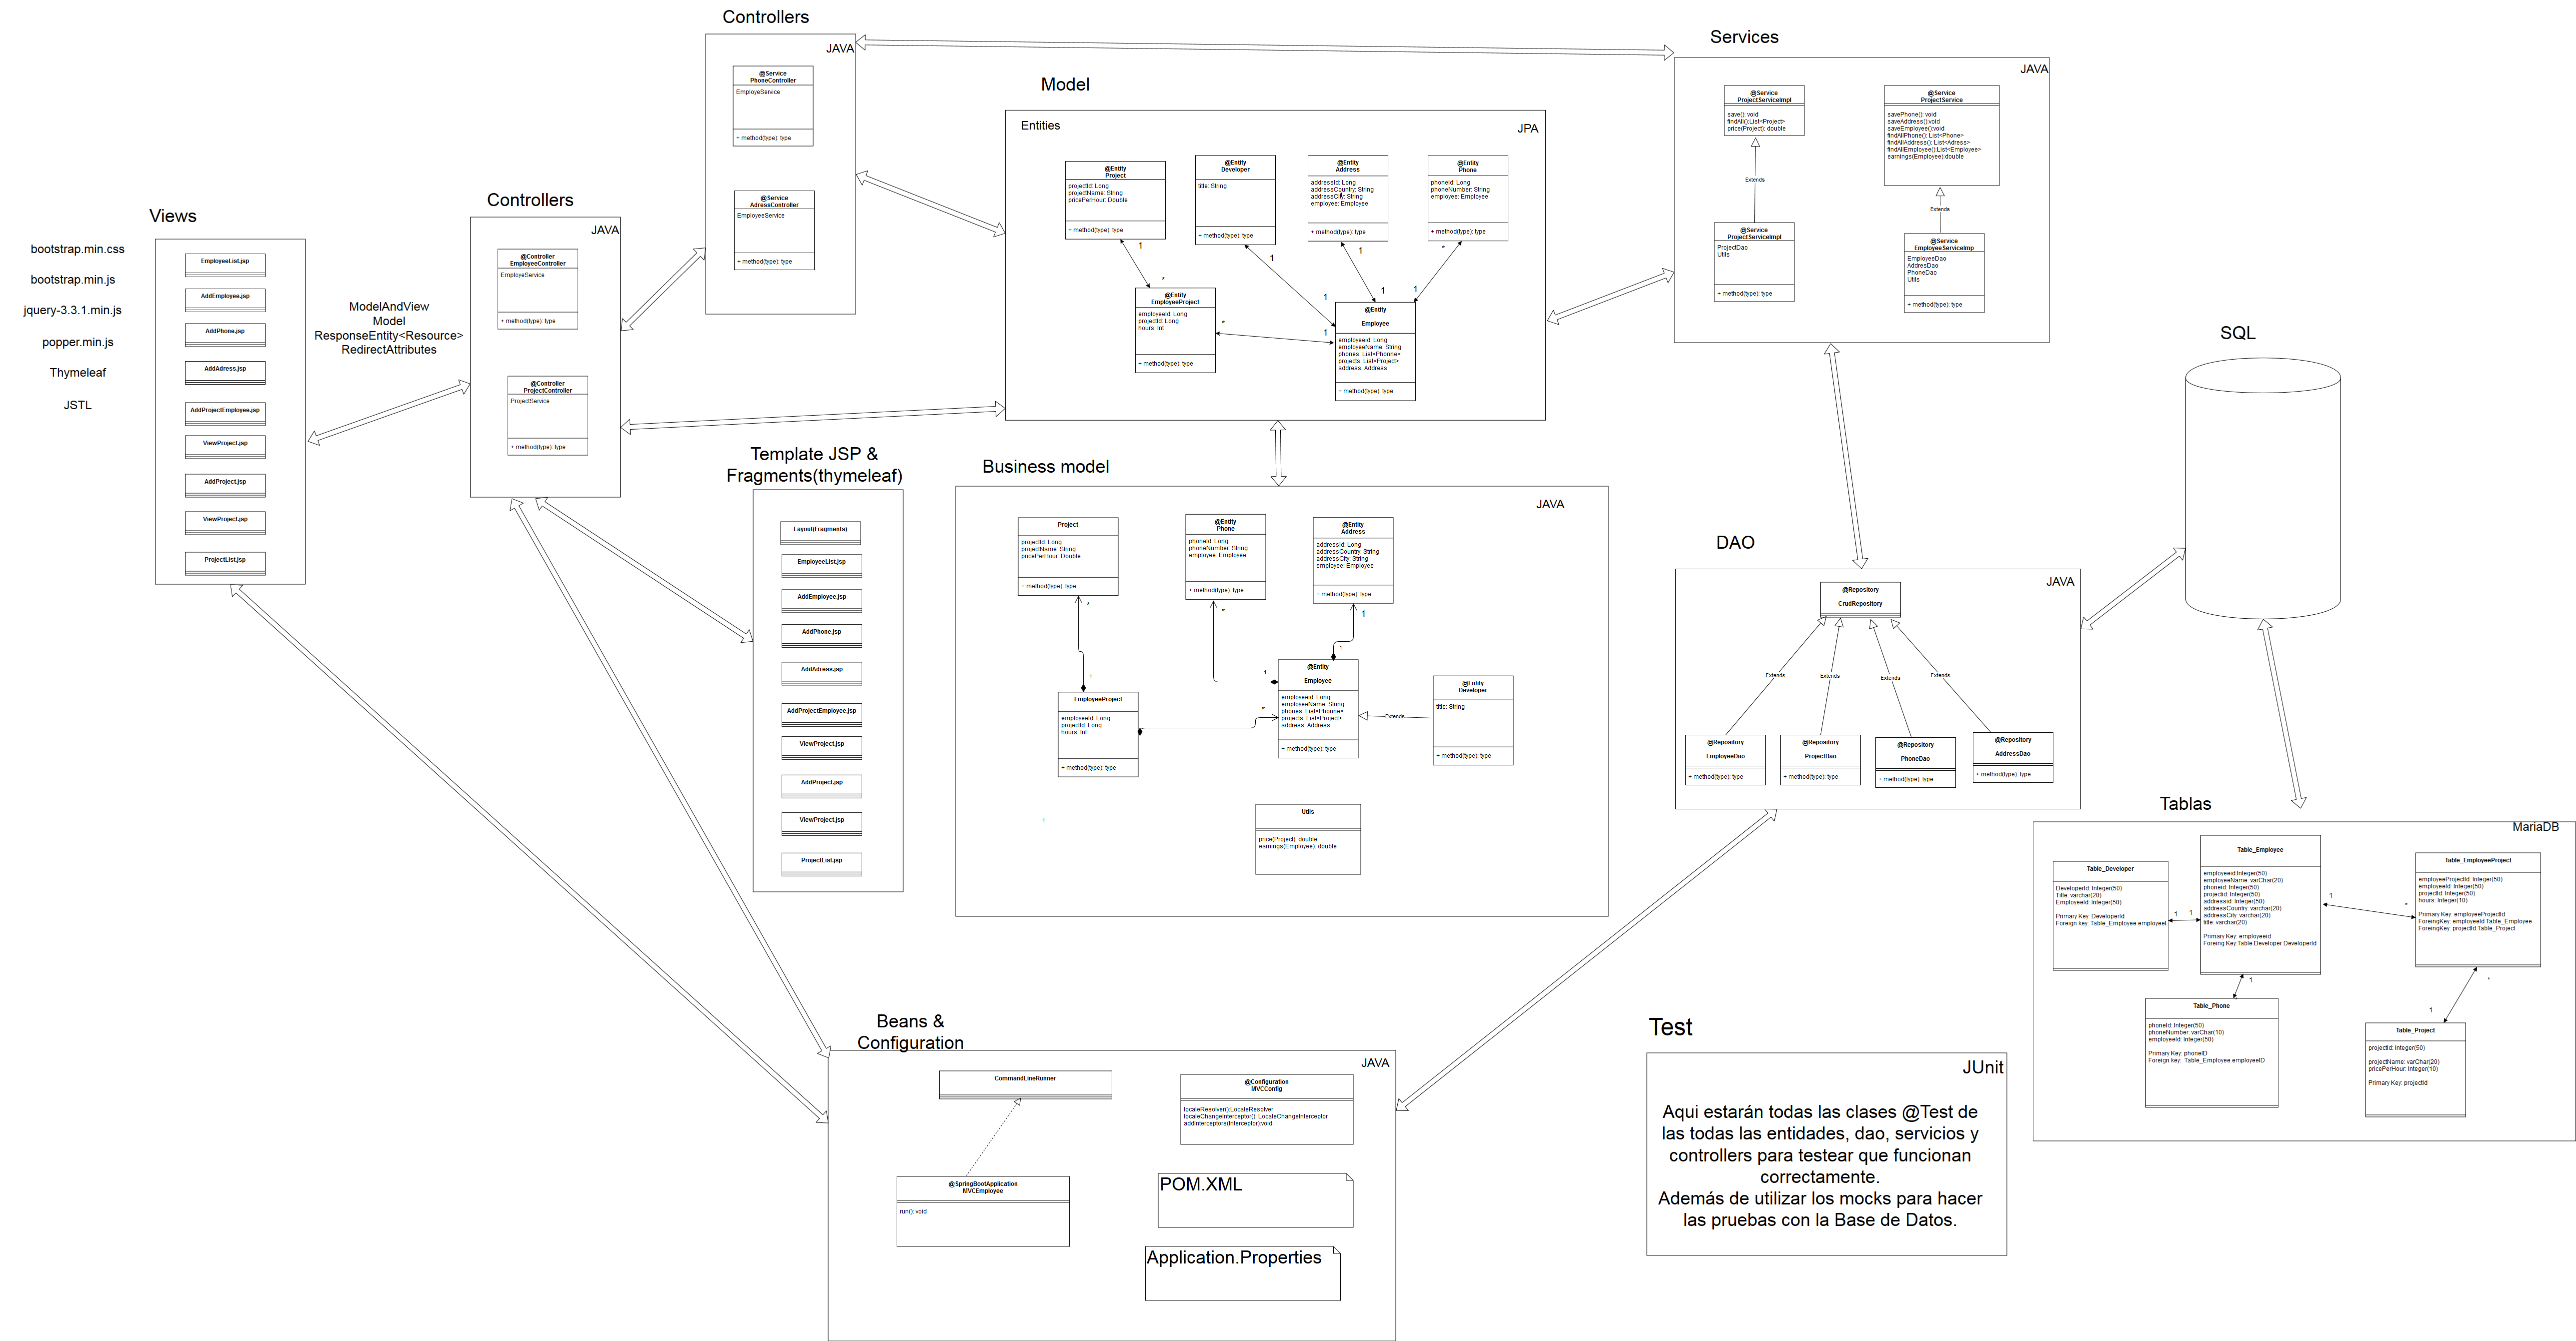 Views
bootstrap.min.css
bootstrap.min.js
jquery-3.3.1.min.js
popper.min.js
Thymeleaf
JSTL
EmployeeList.jsp
AddEmployee.jsp
AddPhone.jsp
AddAdress.jsp
AddProjectEmployee.jsp
ViewProject.jsp
AddProject.jsp
ViewProject.jsp
ProjectList.jsp
ModelAndView
Model
ResponseEntity<Resource>
RedirectAttributes
Controllers
JAVA
@Controller
EmployeeController
EmployeService
+ method(type): type
@Controller
ProjectController
ProjectService
+ method(type): type
Controllers
JAVA
@Service
PhoneController
EmployeService
+ method(type): type
@Service
AdressController
EmployeeService
+ method(type): type
Model
Entities
JPA
@Entity
Project
projectId: Long
projectName: String
pricePerHour: Double
+ method(type): type
@Entity
Developer
title: String
+ method(type): type
@Entity
Address
addressId: Long
addressCountry: String
addressCity: String
employee: Employee
+ method(type): type
@Entity
Phone
phoneId: Long
phoneNumber: String
employee: Employee
+ method(type): type
1
*
1
1
1
1
*
1
*
1
@Entity
EmployeeProject
employeeId: Long
projectId: Long
hours: Int
+ method(type): type
@Entity
Employee
employeeid: Long
employeeName: String
phones: List<Phonne>
projects: List<Project>
address: Address
+ method(type): type
Services
JAVA
@Service
ProjectServiceImpl
save(): void
findAll():List<Project>
price(Project): double
Extends
@Service
ProjectServiceImpl
ProjectDao
Utils
+ method(type): type
@Service
ProjectService
savePhone(): void
saveAddress():void
saveEmployee():void
findAllPhone(): List<Phone>
findAllAddress(): List<Adress>
findAllEmployee():List<Employee>
earnings(Employee):double
Extends
@Service
EmployeeServiceImp
EmployeeDao
AddresDao
PhoneDao
Utils
+ method(type): type
SQL
Template JSP &
Fragments(thymeleaf)
Layout(Fragments)
EmployeeList.jsp
AddEmployee.jsp
AddPhone.jsp
AddAdress.jsp
AddProjectEmployee.jsp
ViewProject.jsp
AddProject.jsp
ViewProject.jsp
ProjectList.jsp
Business model
JAVA
Project
projectId: Long
projectName: String
pricePerHour: Double
+ method(type): type
@Entity
Phone
phoneId: Long
phoneNumber: String
employee: Employee
+ method(type): type
@Entity
Address
addressId: Long
addressCountry: String
addressCity: String
employee: Employee
+ method(type): type
*
1
*
1
1
1
*
EmployeeProject
employeeId: Long
projectId: Long
hours: Int
+ method(type): type
@Entity
Employee
employeeid: Long
employeeName: String
phones: List<Phonne>
projects: List<Project>
address: Address
+ method(type): type
Extends
@Entity
Developer
title: String
+ method(type): type
1
Utils
price(Project): double
earnings(Employee): double
DAO
JAVA
@Repository
CrudRepository
Extends
Extends
Extends
Extends
@Repository
EmployeeDao
+ method(type): type
@Repository
ProjectDao
+ method(type): type
@Repository
PhoneDao
+ method(type): type
@Repository
AddressDao
+ method(type): type
Tablas
MariaDB
Table_Developer
DeveloperId: Integer(50)
Title: varchar(20)
EmployeeId: Integer(50)
Primary Key: DeveloperId
Foreign key: Table_Employee employeeI
1
1
Table_Employee
employeeid:Integer(50)
employeeName: varChar(20)
phoneid: Integer(50)
projectid: Integer(50)
addressid: Integer(50)
addressCountry: varchar(20)
addressCity: varchar(20)
title: varchar(20)
Primary Key: employeeid
Foreing Key:Table Developer DeveloperId
1
*
Table_EmployeeProject
employeeProjectId: Integer(50)
employeeId: Integer(50)
projectId: Integer(50)
hours: Integer(10)
Primary Key: employeeProjectId
ForeingKey: employeeId Table_Employee
ForeingKey: projectId Table_Project
1
*
1
Table_Phone
phoneId: Integer(50)
phoneNumber: varChar(10)
employeeId: Integer(50)
Primary Key: phoneID
Foreign key: Table_Employee employeeID
Table_Project
projectId: Integer(50)
projectName: varChar(20)
pricePerHour: Integer(10)
Primary Key: projectId
Beans &
Configuration
JAVA
CommandLineRunner
@Configuration
MVCConfig
localeResolver():LocaleResolver
localeChangeInterceptor(): LocaleChangeInterceptor
addInterceptors(Interceptor):void
@SpringBootApplication
MVCEmployee
run(): void
POM.XML
Application.Properties
Test
JUnit
Aqui estarán todas las clases @Test de
las todas las entidades, dao, servicios y
controllers para testear que funcionan
correctamente.
Además de utilizar los mocks para hacer
las pruebas con la Base de Datos.